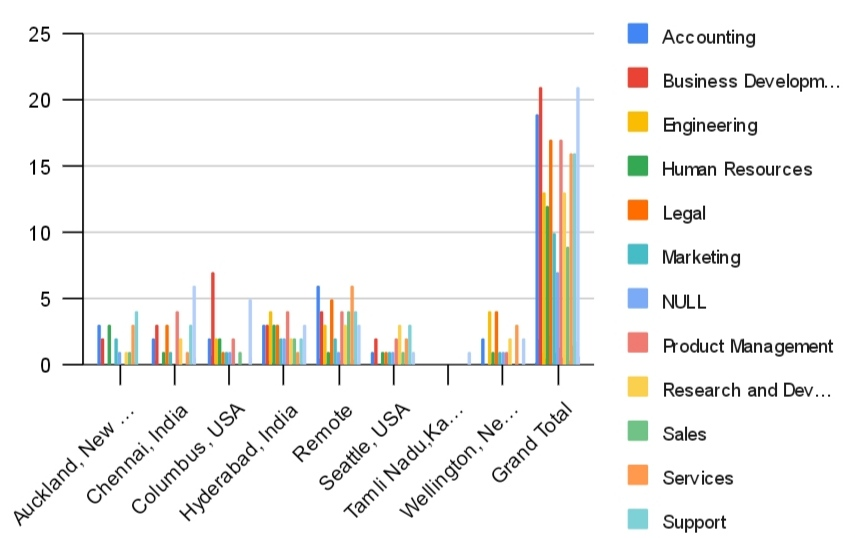 25
20
15
10
5
0
Auckland, New ...
Chennai, India
Columbus, USA
Hyderabad, India
Remote
Seattle, USA
Tamli Nadu,Ka...
Wellington, Ne...
Grand Total
Accounting
Business Developm...
Engineering
Human Resources
Legal
Marketing
NULL
Product Management
Research and Dev...
Sales
Services
Support